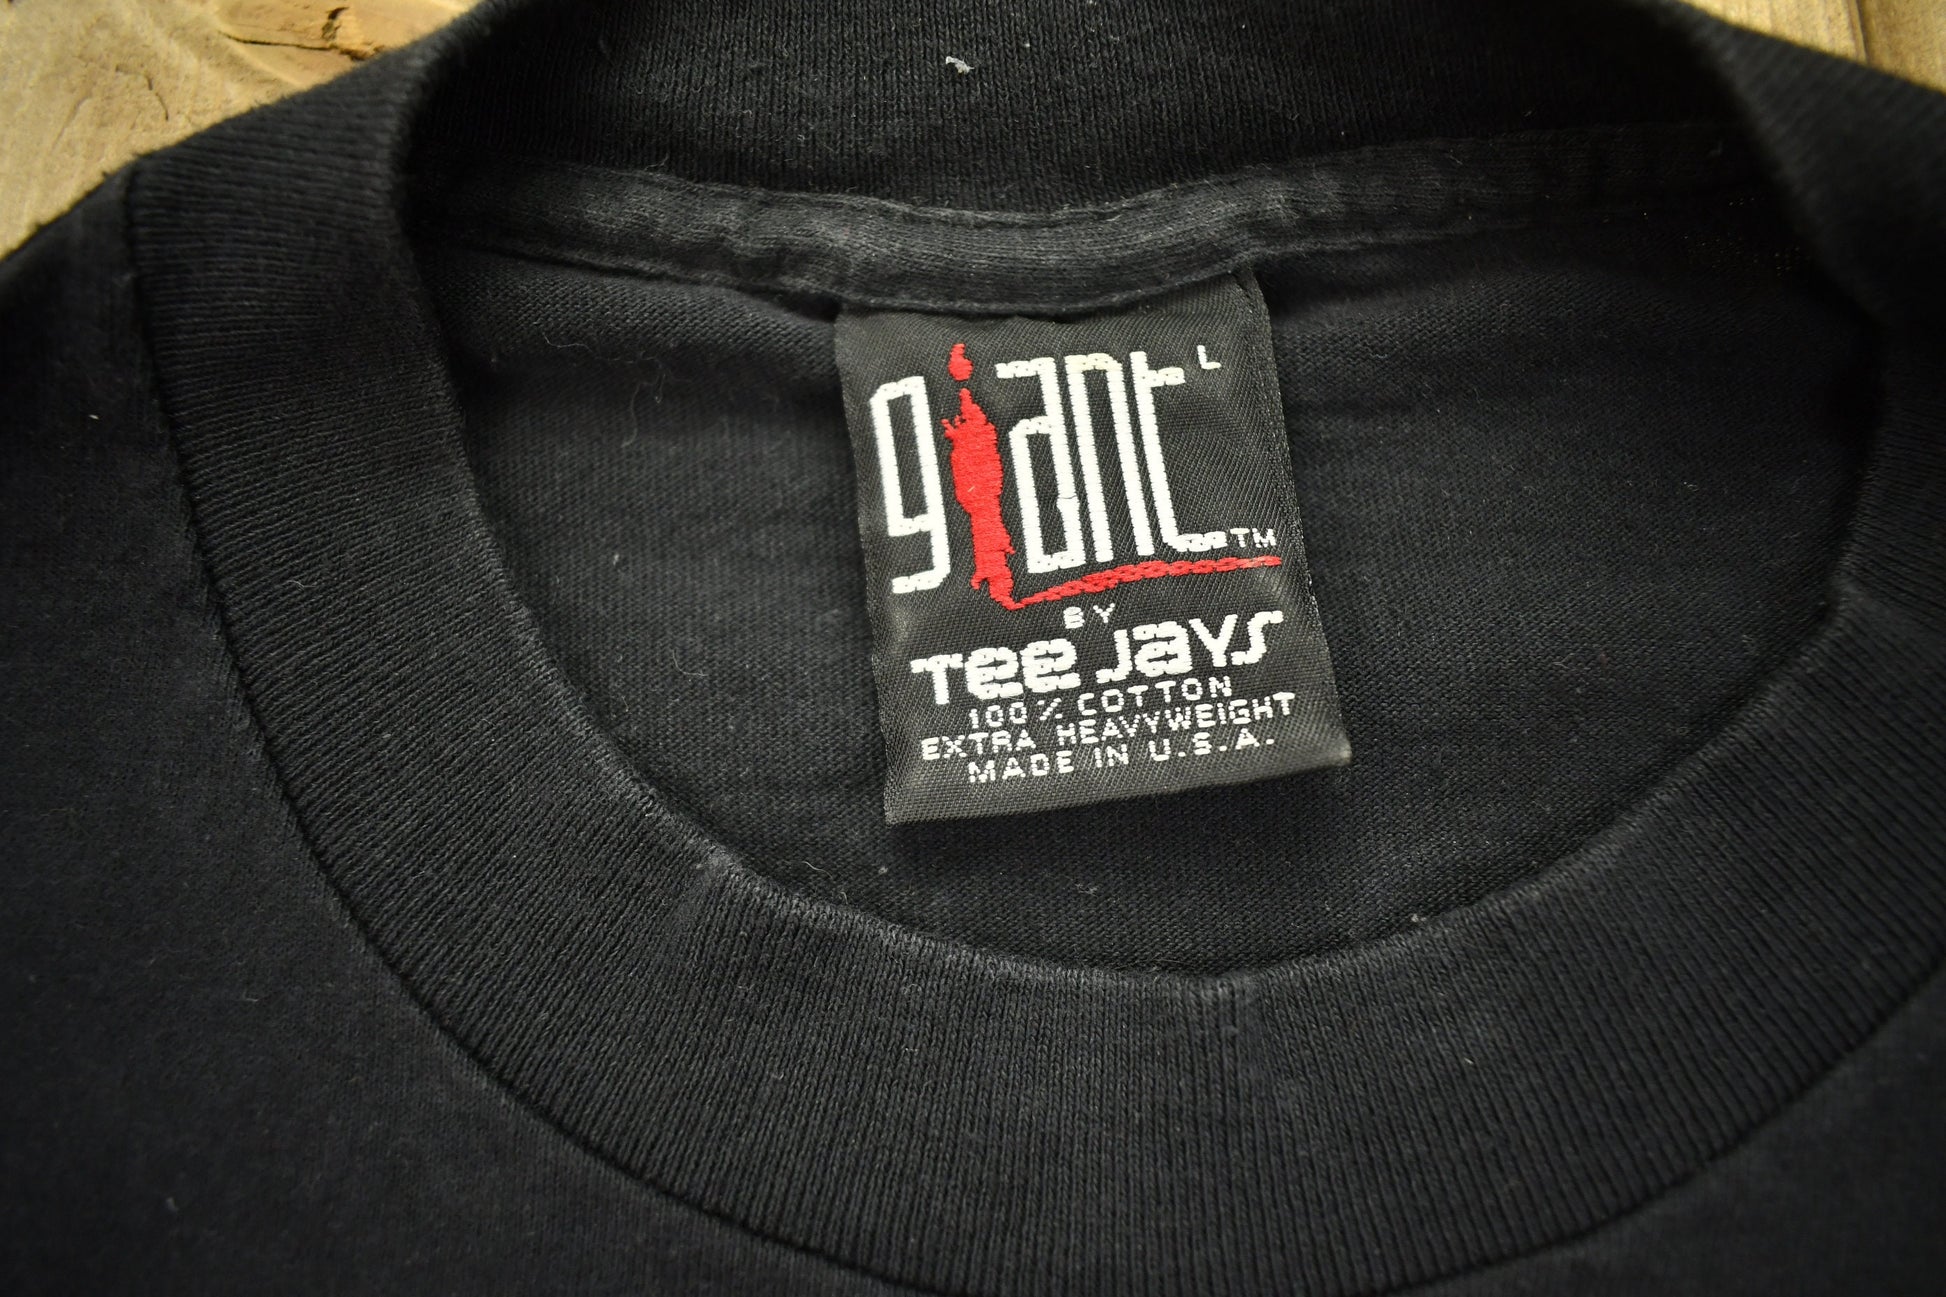 giant L
TM
BY
Tee Jays
100% COTTON
EXTRA HEAVYWEIGHT
MADE IN U.S.A.